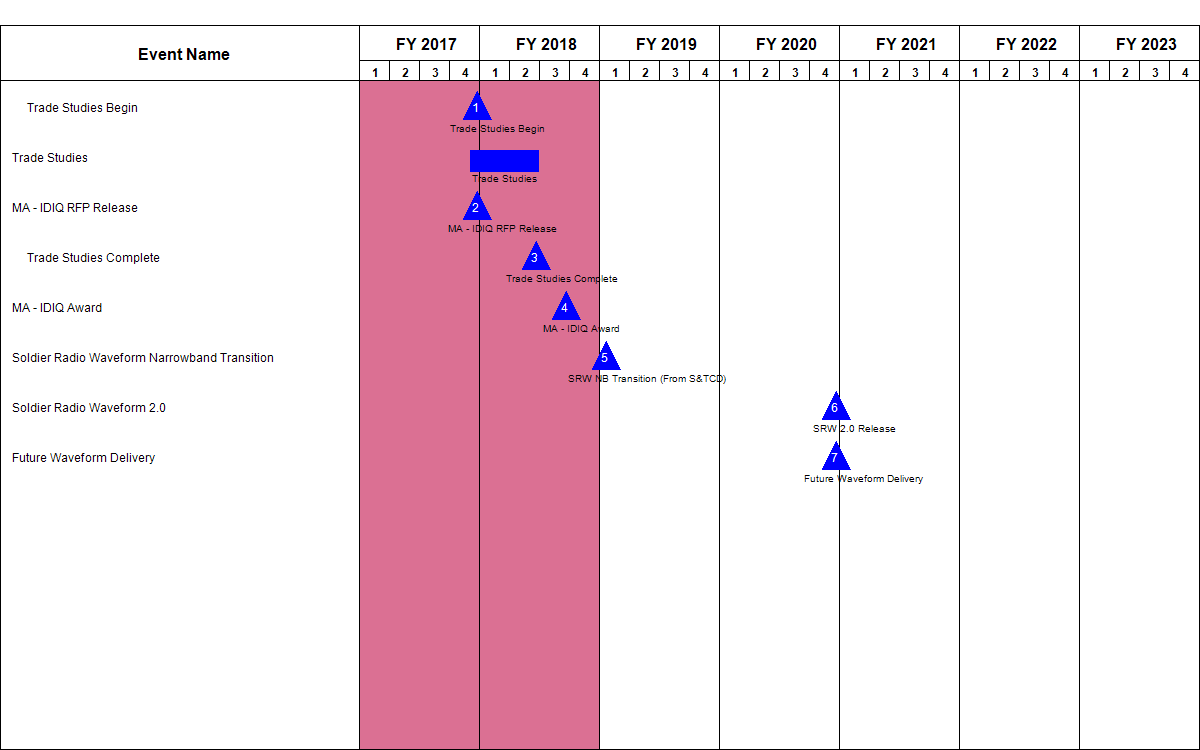 Event Name
FY 2017 FY 2018 FY 2019 FY 2020 FY 2021 FY 2022 FY 2023
1 2 3 4 1 2 3 4 1 2 3 4 1 2 3 4 1 2 3 4 1 2 3 4 1 2 3 4
Trade Studies Begin 1
Trade Studies Begin
Trade Studies
Trade Studies
MA - IDIQ RFP Release 2
MA - IDIQ RFP Release
Trade Studies Complete 3
Trade Studies Complete
MA - IDIQ Award 4
MA - IDIQ Award
Soldier Radio Waveform Narrowband Transition 5
SRW NB Transition (From S&TCD)
Soldier Radio Waveform 2.0 6
SRW 2.0 Release
Future Waveform Delivery 7
Future Waveform Delivery